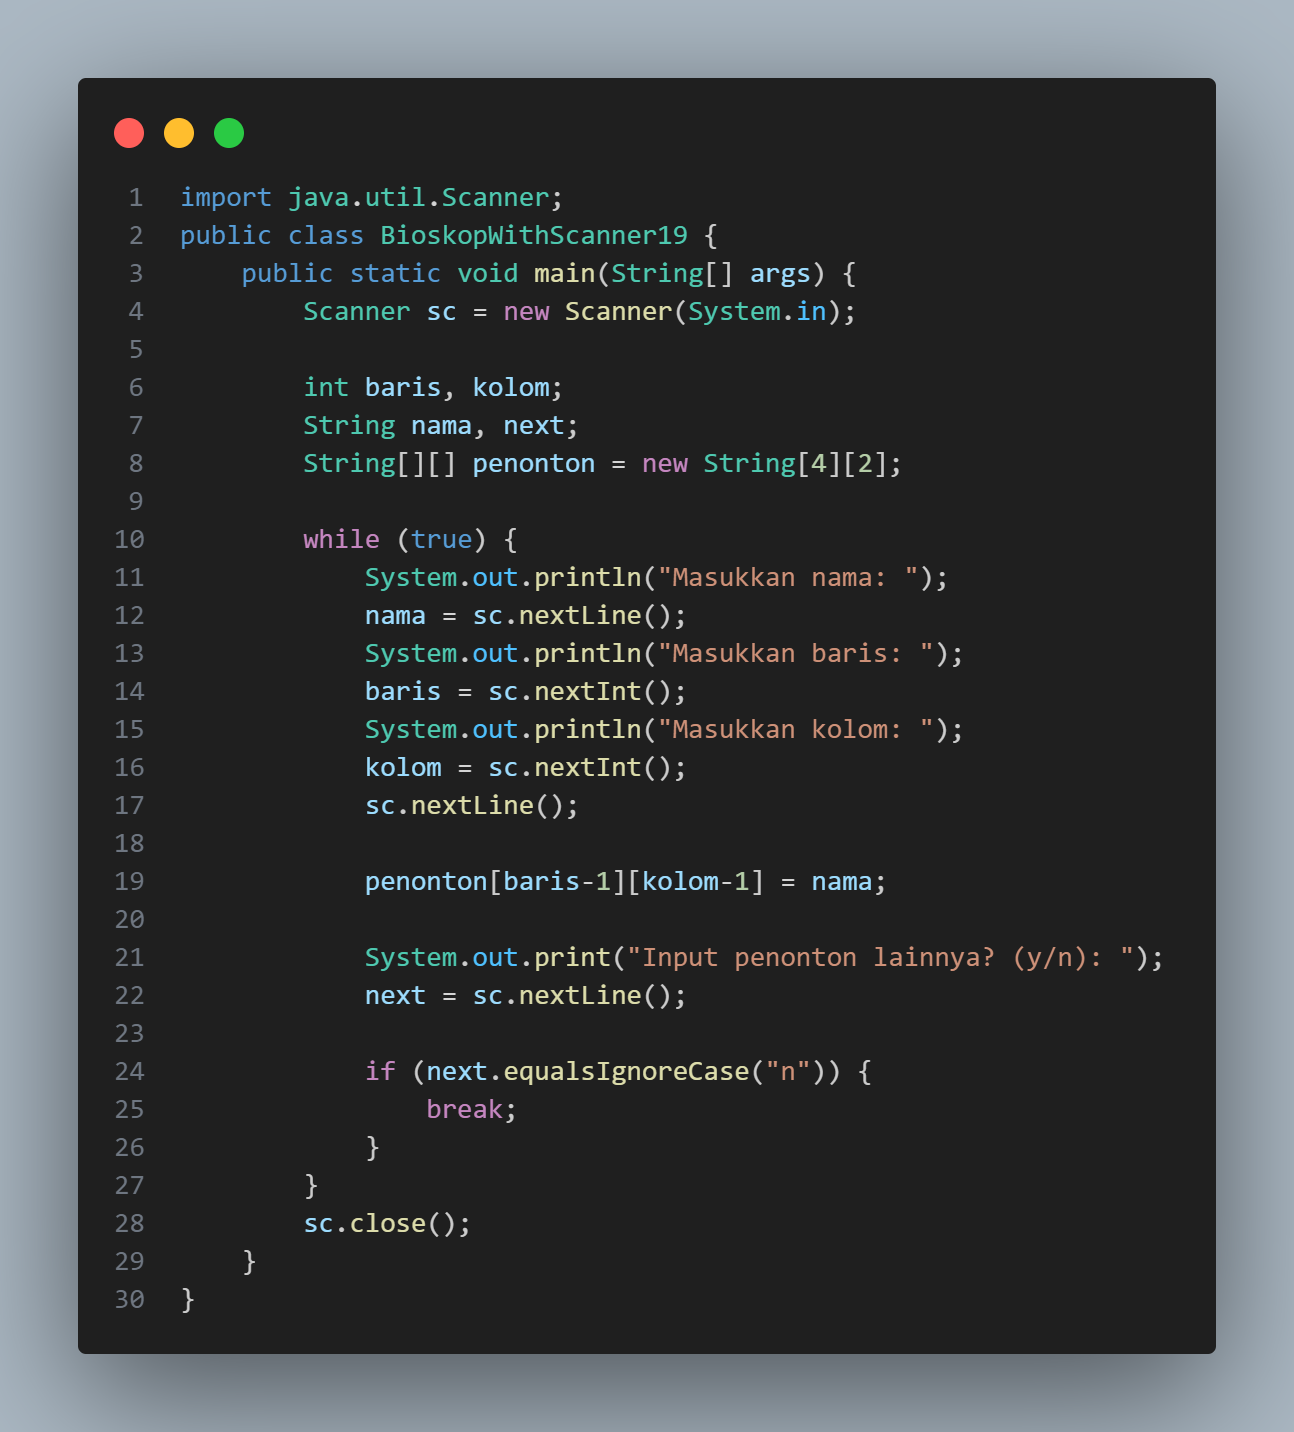 1 import java.util.Scanner;
2 public class BioskopWithScanner19 {
3     public static void main(String[] args) {
4         Scanner sc = new Scanner(System.in);
5
6         int baris, kolom;
7         String nama, next;
8         String[][] penonton = new String[4][2];
9
10         while (true) {
11             System.out.println("Masukkan nama: ");
12             nama = sc.nextLine();
13             System.out.println("Masukkan baris: ");
14             baris = sc.nextInt();
15             System.out.println("Masukkan kolom: ");
16             kolom = sc.nextInt();
17             sc.nextLine();
18
19             penonton[baris-1][kolom-1] = nama;
20
21             System.out.print("Input penonton lainnya? (y/n): ");
22             next = sc.nextLine();
23
24             if (next.equalsIgnoreCase("n")) {
25                 break;
26             }
27         }
28         sc.close();
29     }
30 }